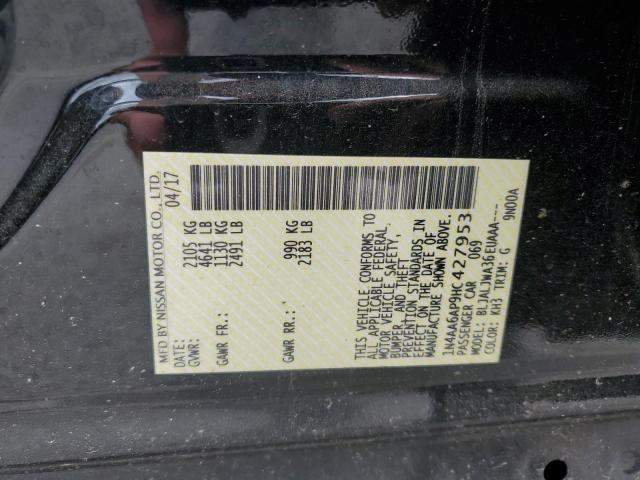 MFD BY NISSAN MOTOR CO., LTD.
DATE: 04/17
GVWR: 2105 KG
4641 LB
GAWR FR: 1130 KG
2491 LB
GAWR RR: 990 KG
2183 LB
THIS VEHICLE CONFORMS TO
ALL APPLICABLE FEDERAL
MOTOR VEHICLE SAFETY,
BUMPER, AND THEFT
PREVENTION STANDARDS IN
EFFECT ON THE DATE OF
MANUFACTURE SHOWN ABOVE.
1N4AA6AP9HC427953
PASSENGER CAR 069
MODEL: BLJALJWA36EUAAA----
COLOR: KH3 TRIM: G 9N00A